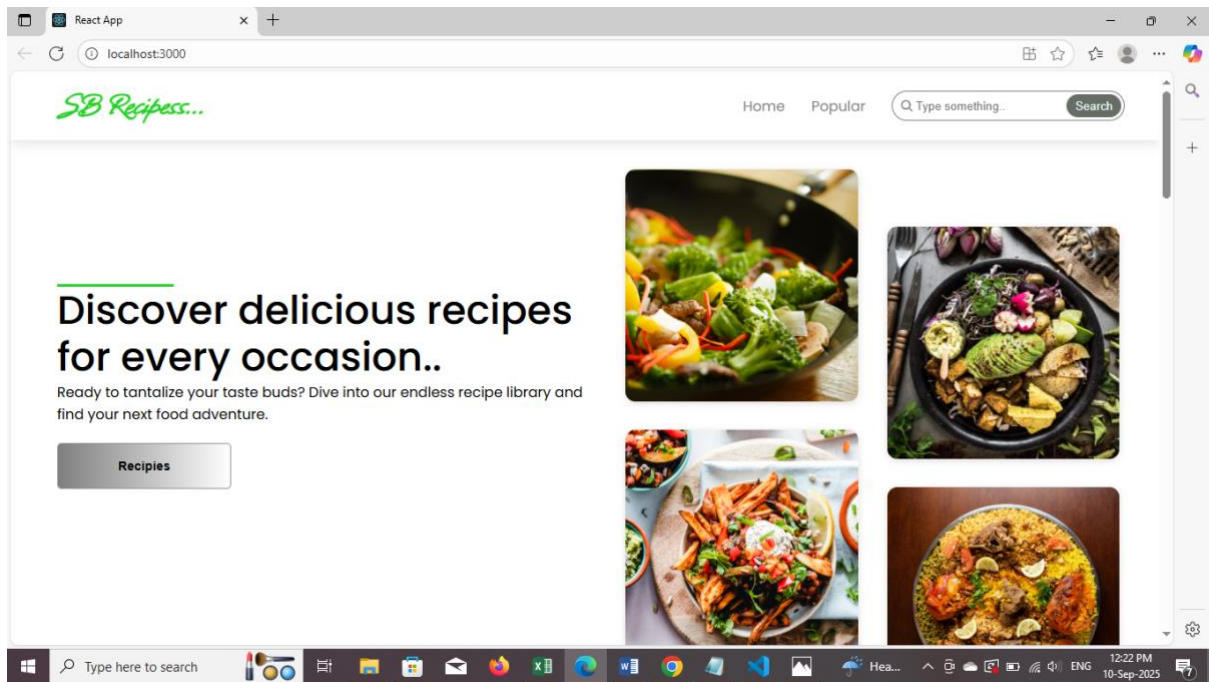 React App
localhost:3000
SB Recipess...
Home Popular Type something.. Search
Discover delicious recipes
for every occasion..
Ready to tantalize your taste buds? Dive into our endless recipe library and
find your next food adventure.
Recipies
Type here to search
Hea... ENG 12:22 PM
10-Sep-2025
7